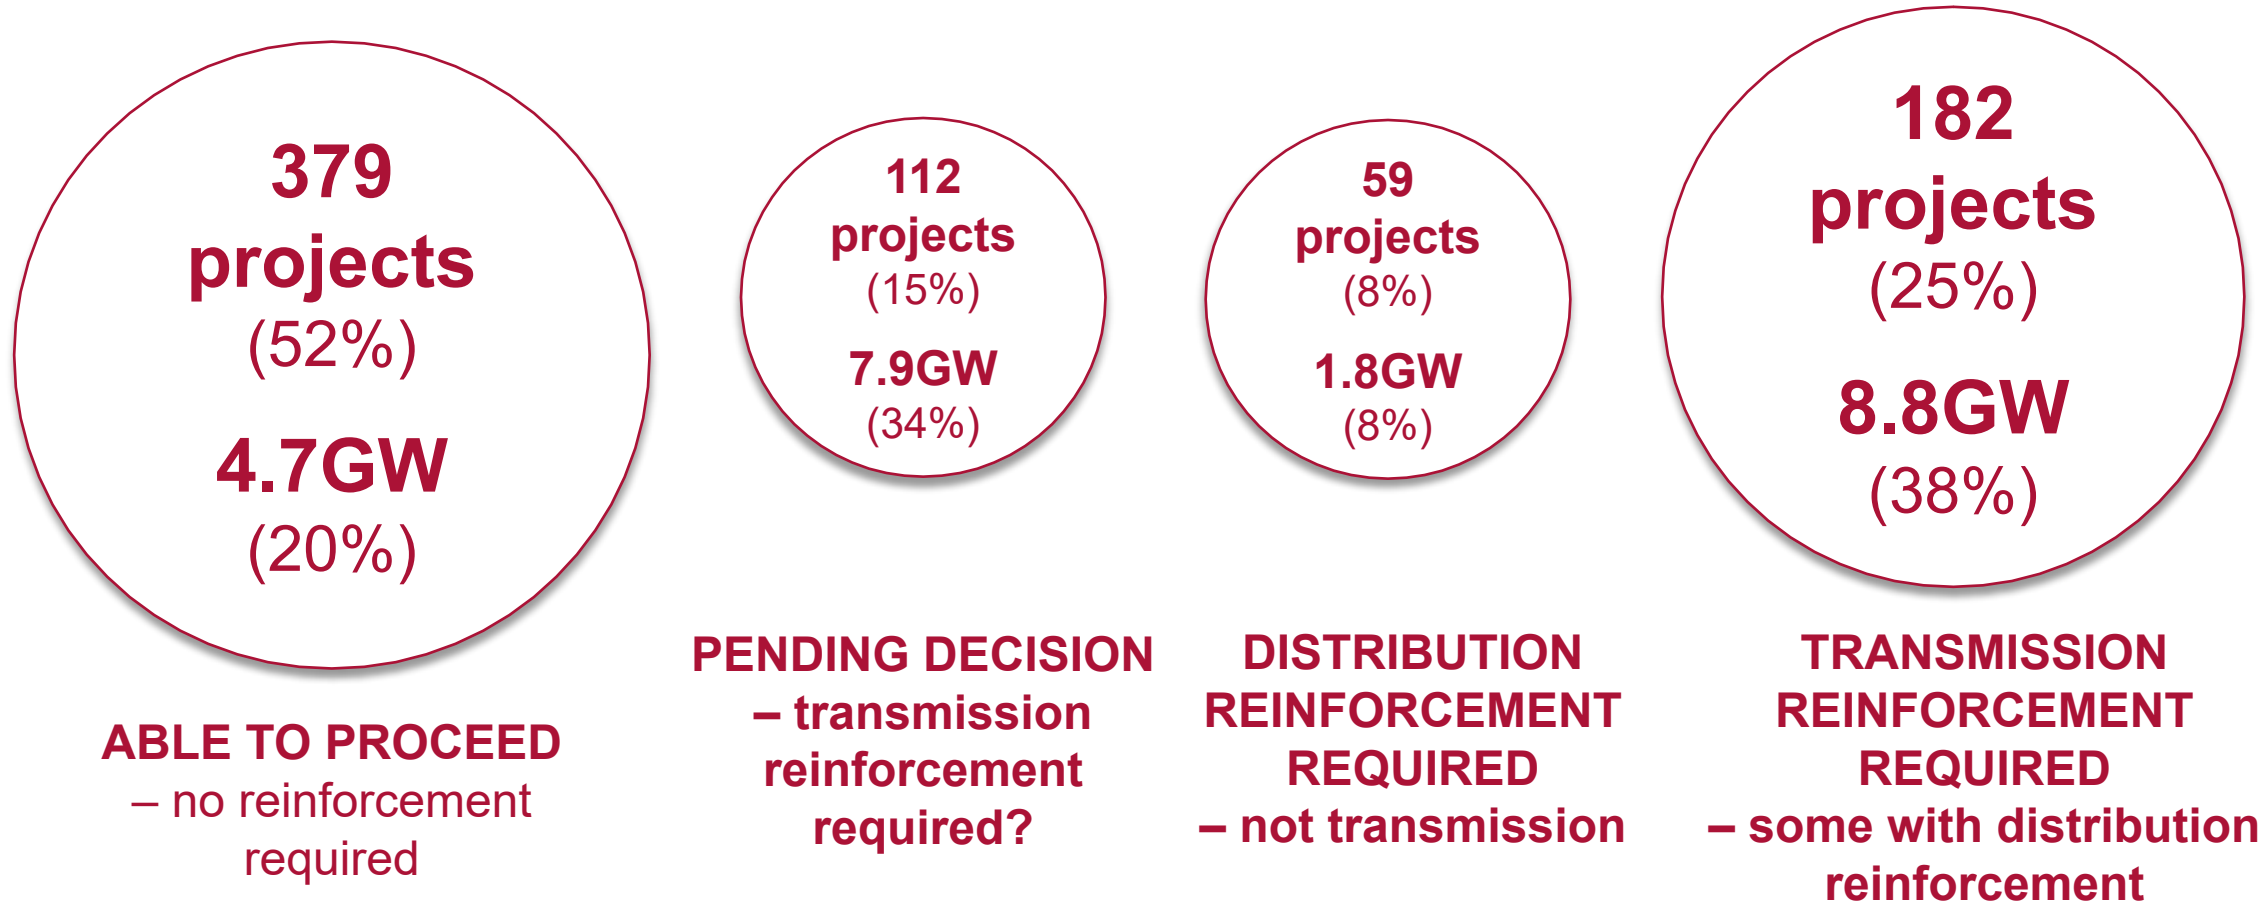 379
projects
(52%)
4.7GW
(20%)
ABLE TO PROCEED
– no reinforcement
required
112
projects
(15%)
7.9GW
(34%)
PENDING DECISION
– transmission
reinforcement
required?
59
projects
(8%)
1.8GW
(8%)
DISTRIBUTION
REINFORCEMENT
REQUIRED
– not transmission
182
projects
(25%)
8.8GW
(38%)
TRANSMISSION
REINFORCEMENT
REQUIRED
– some with distribution
reinforcement